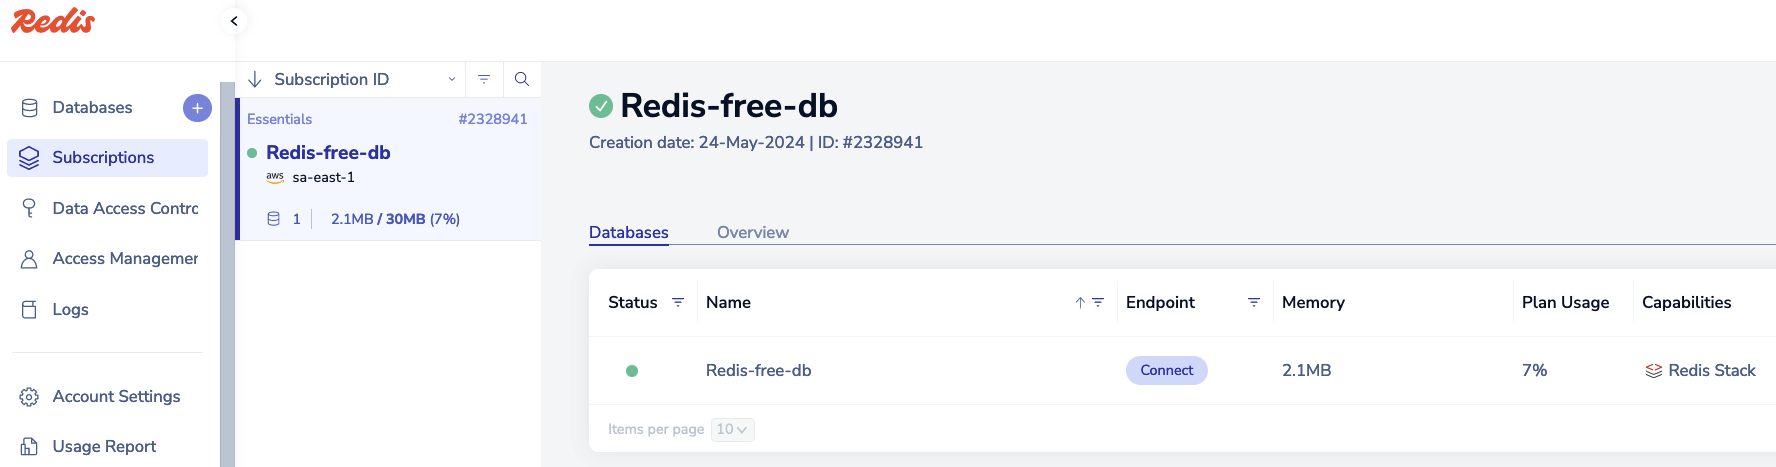 Redis
Databases
Subscriptions
Data Access Contro
Access Managemen
Logs
Account Settings
Usage Report
Subscription ID
Essentials #2328941
Redis-free-db
aws sa-east-1
1 2.1MB / 30MB (7%)
Redis-free-db
Creation date: 24-May-2024 | ID: #2328941
Databases Overview
Status Name Endpoint Memory Plan Usage Capabilities
Redis-free-db Connect 2.1MB 7% Redis Stack
Items per page 10